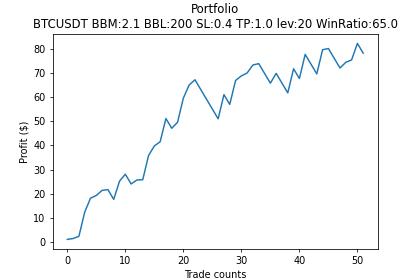 Portfolio
BTCUSDT BBM:2.1 BBL:200 SL:0.4 TP:1.0 lev:20 WinRatio:65.0
80
70
60
50
40
30
20
10
0
Profit ($)
0 10 20 30 40 50
Trade counts